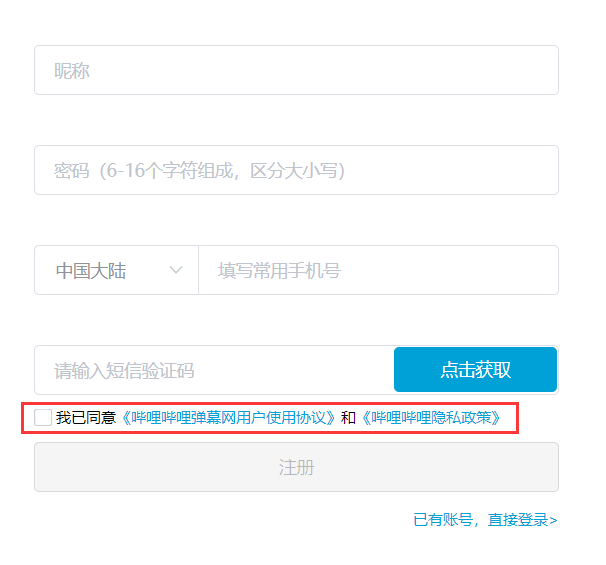 昵称
密码（6-16个字符组成，区分大小写）
中国大陆 填写常用手机号
请输入短信验证码 点击获取
我已同意《哔哩哔哩弹幕网用户使用协议》和《哔哩哔哩隐私政策》
注册
已有账号，直接登录>